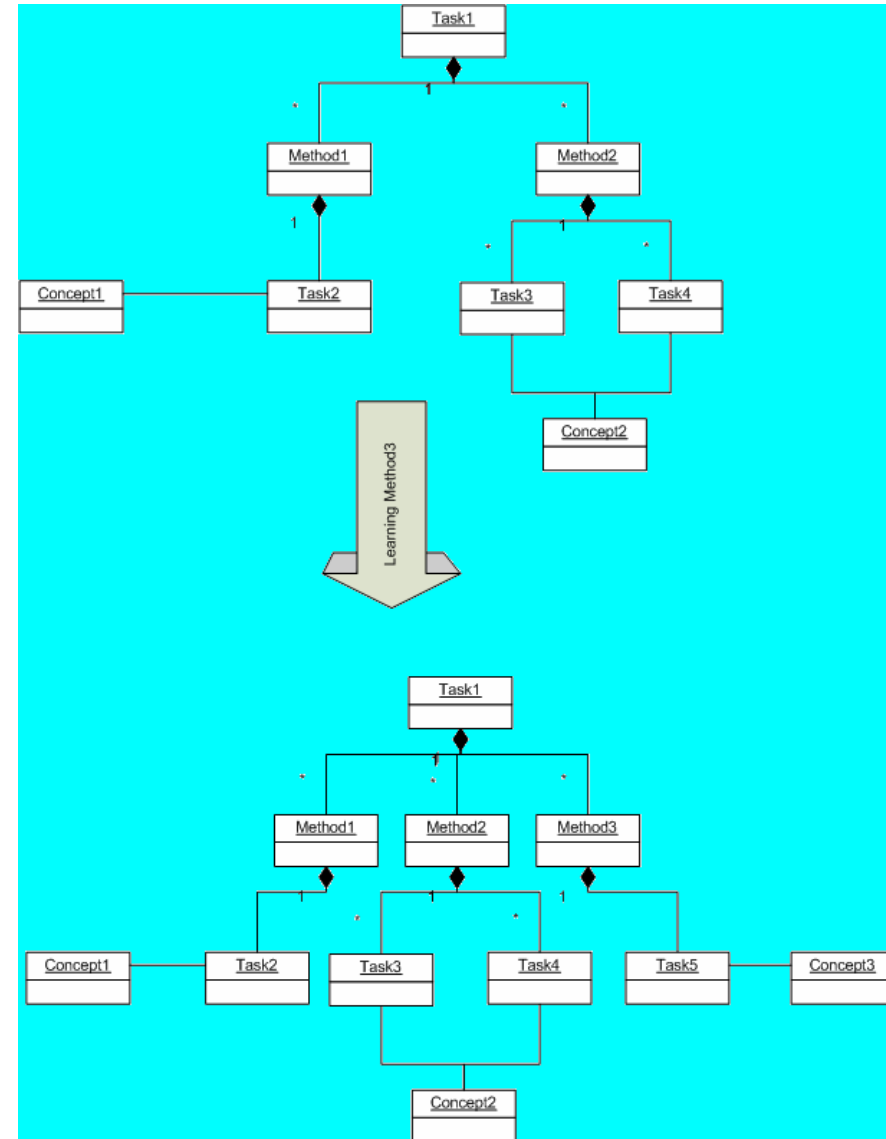 Task1
1
* *
Method1 Method2
1 1
* *
Concept1 Task2 Task3 Task4
Concept2
Learning Method3
Task1
1
* * *
Method1 Method2 Method3
1 1 1
* *
Concept1 Task2 Task3 Task4 Task5 Concept3
Concept2